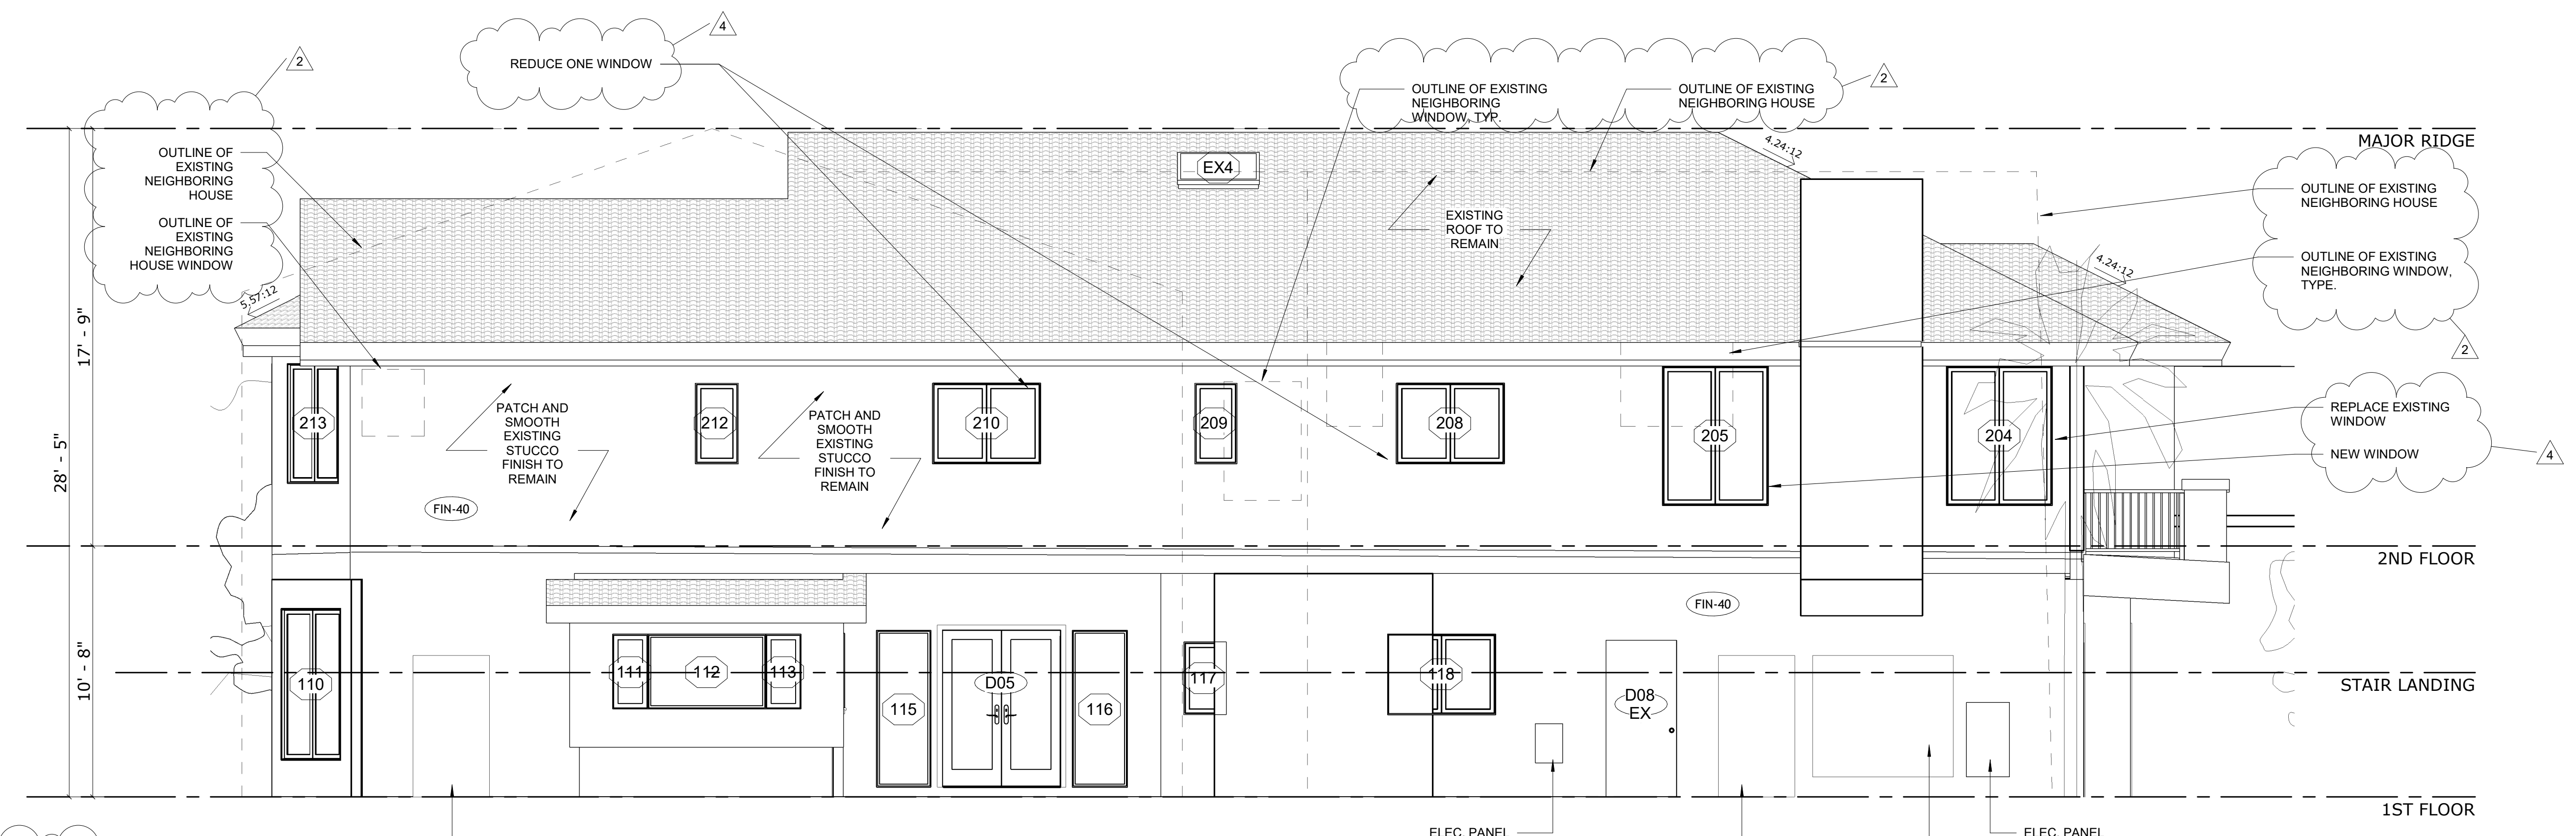 4
REDUCE ONE WINDOW
2
2
OUTLINE OF EXISTING
NEIGHBORING
WINDOW, TYP.
OUTLINE OF EXISTING
NEIGHBORING HOUSE
MAJOR RIDGE
4.24:12
OUTLINE OF
EXISTING
NEIGHBORING
HOUSE
OUTLINE OF
EXISTING
NEIGHBORING
HOUSE WINDOW
EX4
OUTLINE OF EXISTING
NEIGHBORING HOUSE
OUTLINE OF EXISTING
NEIGHBORING WINDOW,
TYPE.
2
EXISTING
ROOF TO
REMAIN
4.24:12
5.57:12
17' - 9"
28' - 5"
10' - 8"
213
PATCH AND
SMOOTH
EXISTING
STUCCO
FINISH TO
REMAIN
212
PATCH AND
SMOOTH
EXISTING
STUCCO
FINISH TO
REMAIN
210
209
208
205
204
REPLACE EXISTING
WINDOW
NEW WINDOW
4
FIN-40
2ND FLOOR
FIN-40
110
111
112
113
115
D05
116
117
118
D08
EX
STAIR LANDING
1ST FLOOR
ELEC. PANEL
ELEC. PANEL